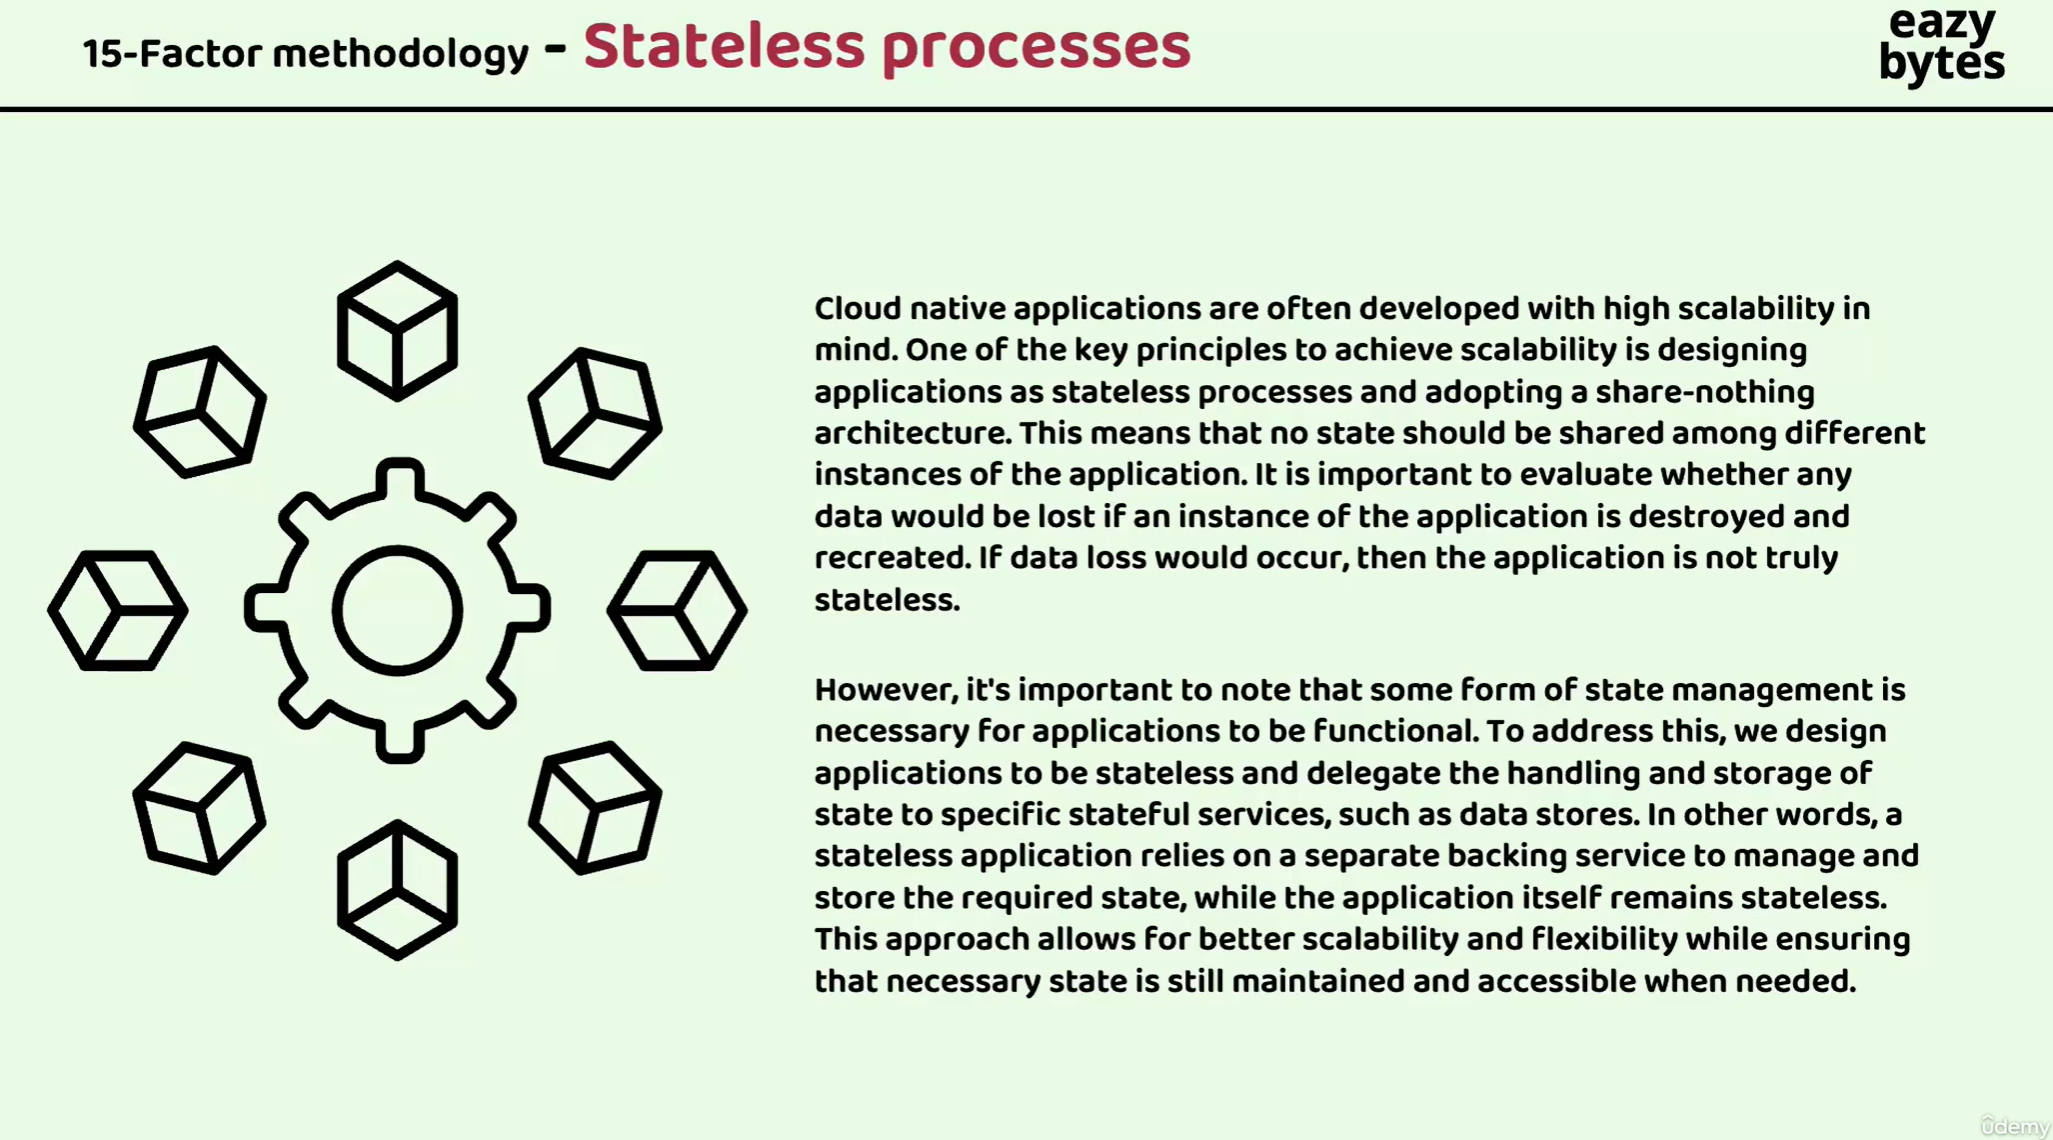 15-Factor methodology - Stateless processes
eazy
bytes
Cloud native applications are often developed with high scalability in
mind. One of the key principles to achieve scalability is designing
applications as stateless processes and adopting a share-nothing
architecture. This means that no state should be shared among different
instances of the application. It is important to evaluate whether any
data would be lost if an instance of the application is destroyed and
recreated. If data loss would occur, then the application is not truly
stateless.
However, it's important to note that some form of state management is
necessary for applications to be functional. To address this, we design
applications to be stateless and delegate the handling and storage of
state to specific stateful services, such as data stores. In other words, a
stateless application relies on a separate backing service to manage and
store the required state, while the application itself remains stateless.
This approach allows for better scalability and flexibility while ensuring
that necessary state is still maintained and accessible when needed.
ûdemy